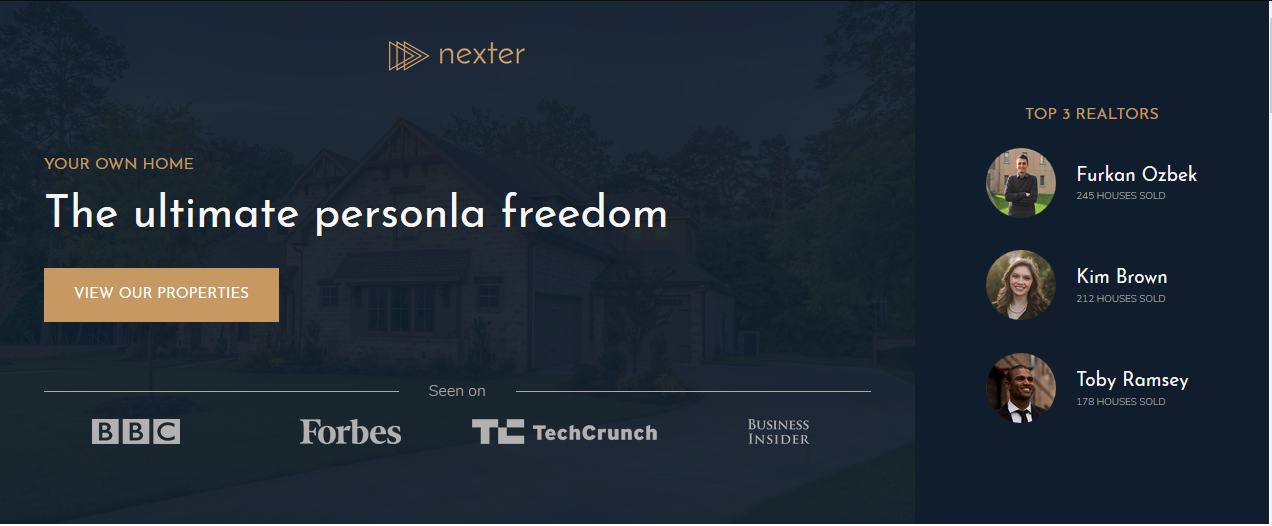 nexter
YOUR OWN HOME
The ultimate personla freedom
VIEW OUR PROPERTIES
Seen on
BBC
Forbes
TC TechCrunch
BUSINESS
INSIDER
TOP 3 REALTORS
Furkan Ozbek
245 HOUSES SOLD
Kim Brown
212 HOUSES SOLD
Toby Ramsey
178 HOUSES SOLD